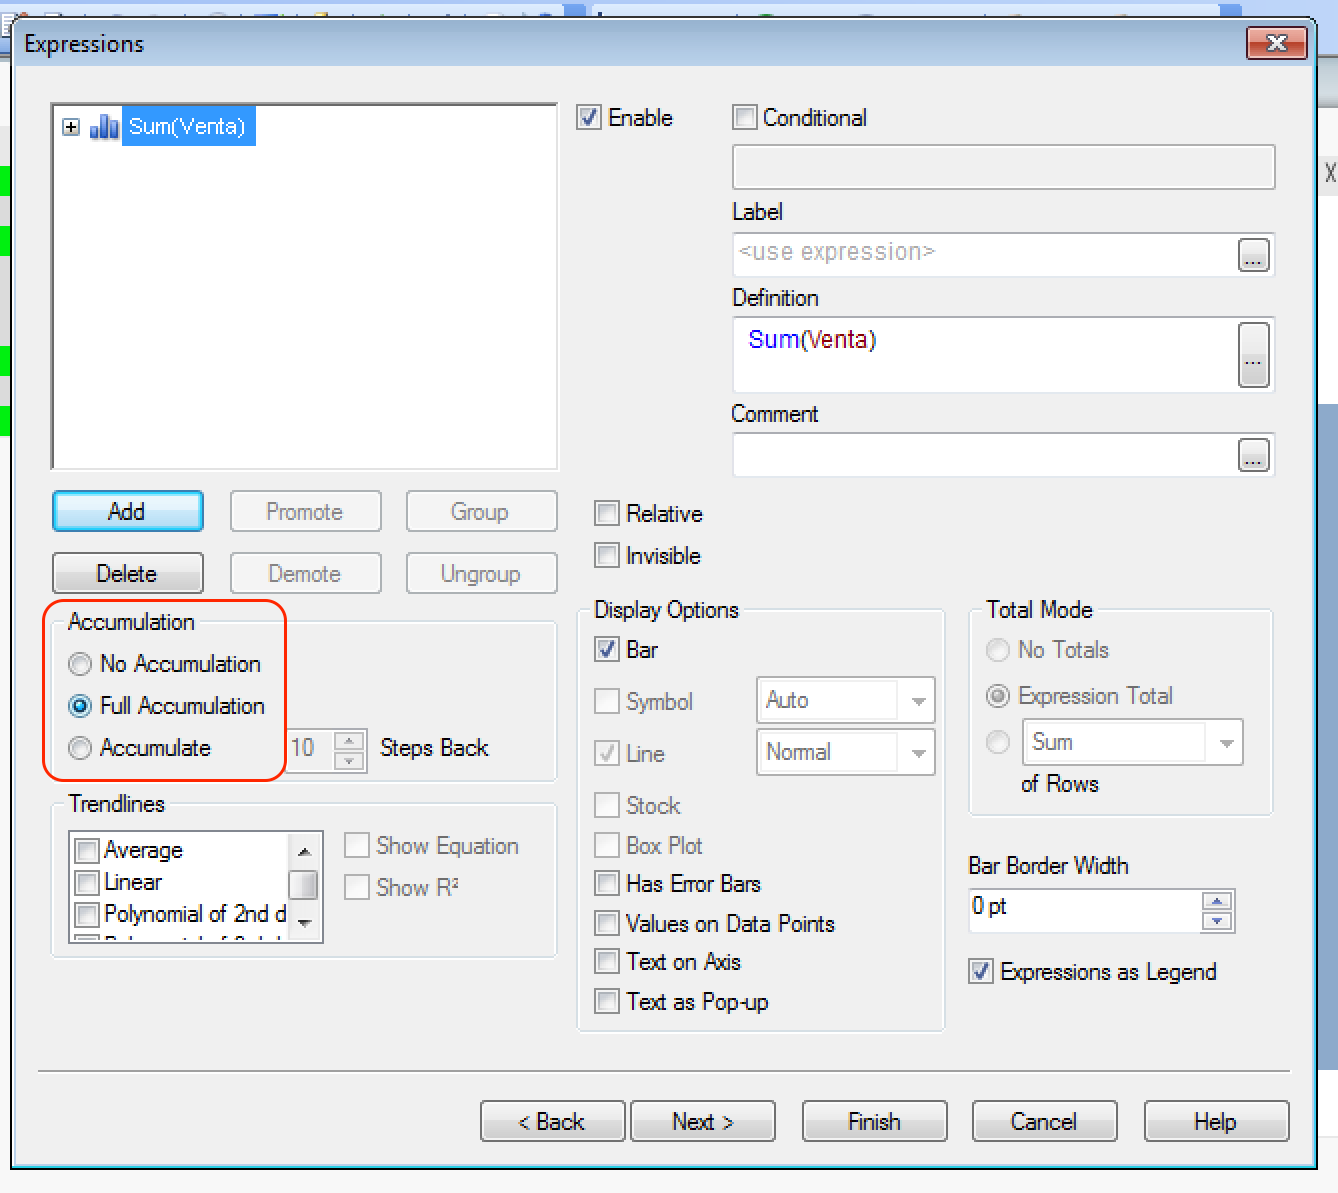 Expressions
Sum(Venta)
Enable
Conditional
Label
<use expression>
...
Definition
Sum(Venta)
...
Comment
...
Add
Promote
Group
Delete
Demote
Ungroup
Relative
Invisible
Accumulation
No Accumulation
Full Accumulation
Accumulate
10
Steps Back
Trendlines
Average
Linear
Polynomial of 2nd d
Show Equation
Show R²
Display Options
Bar
Symbol
Auto
Line
Normal
Stock
Box Plot
Has Error Bars
Values on Data Points
Text on Axis
Text as Pop-up
Total Mode
No Totals
Expression Total
Sum
of Rows
Bar Border Width
0 pt
Expressions as Legend
< Back
Next >
Finish
Cancel
Help
X